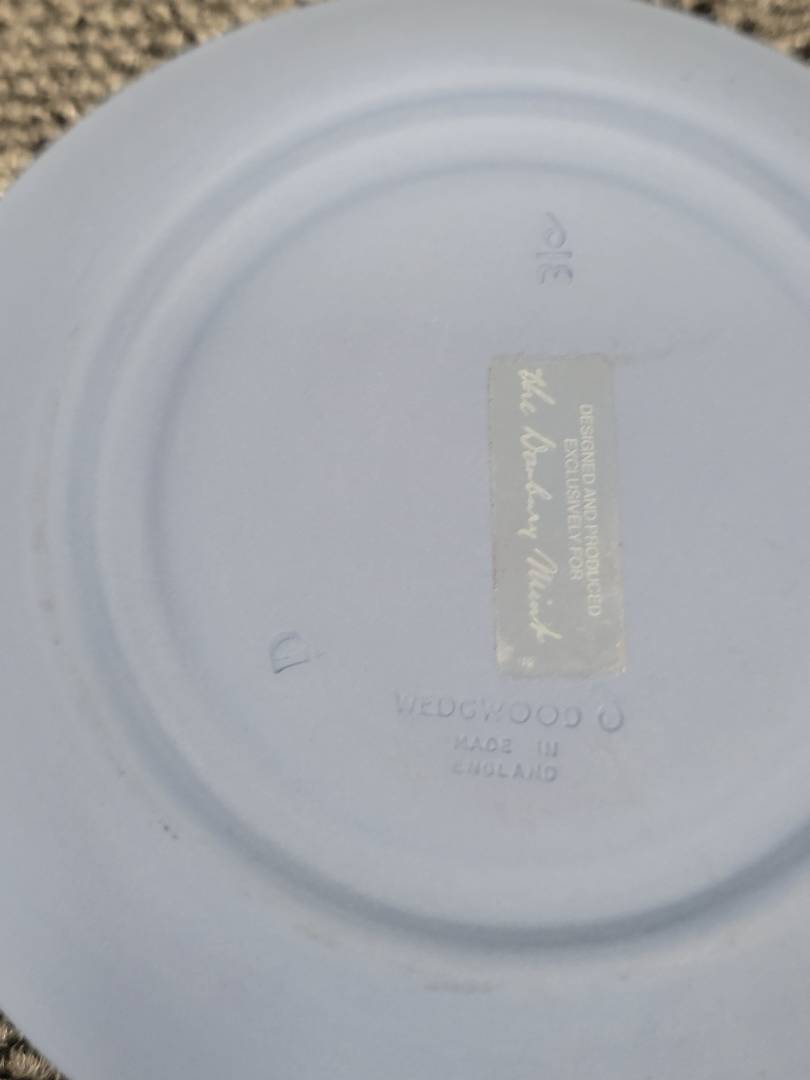 DESIGNED AND PRODUCED
EXCLUSIVELY FOR
the Danbury Mint
WEDGWOOD
MADE IN
ENGLAND
D